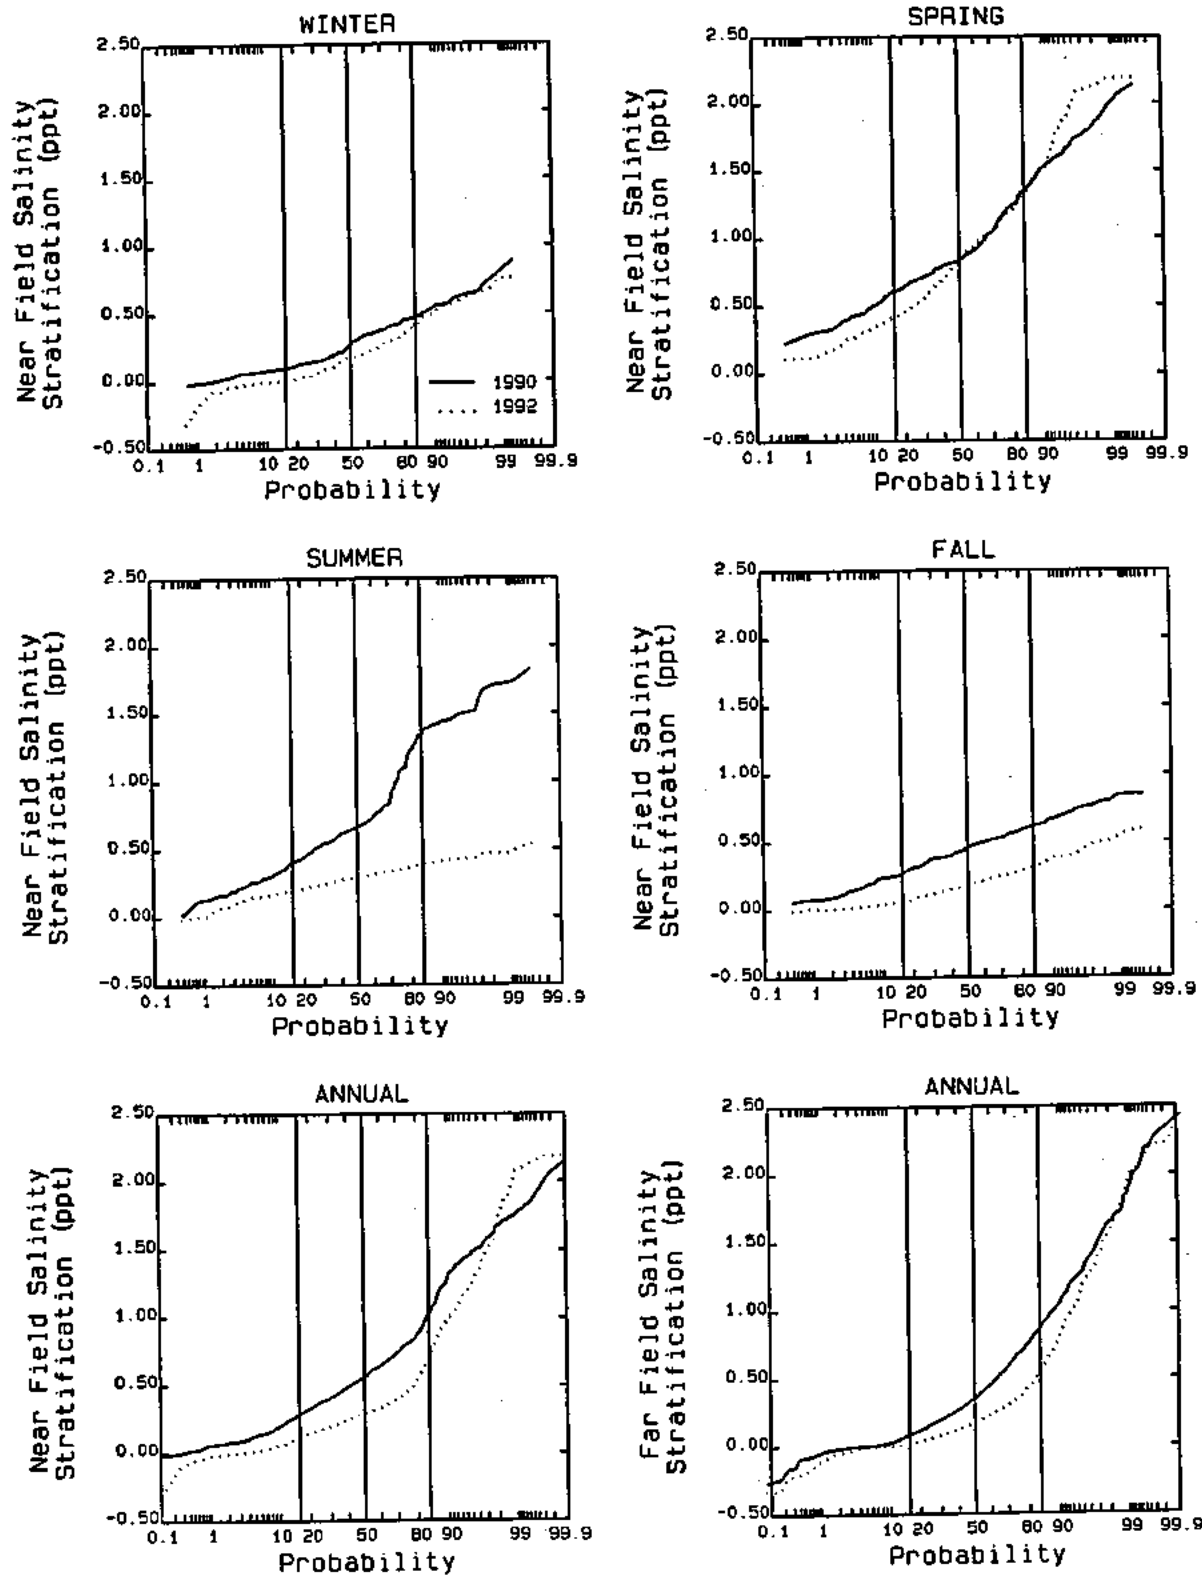 WINTER
2.50
2.00
1.50
1.00
0.50
0.00
-0.50
Near Field Salinity
Stratification (ppt)
1990
1992
0.1 1 10 20 50 80 90 99 99.9
Probability
SPRING
2.50
2.00
1.50
1.00
0.50
0.00
-0.50
Near Field Salinity
Stratification (ppt)
0.1 1 10 20 50 80 90 99 99.9
Probability
SUMMER
2.50
2.00
1.50
1.00
0.50
0.00
-0.50
Near Field Salinity
Stratification (ppt)
0.1 1 10 20 50 80 90 99 99.9
Probability
FALL
2.50
2.00
1.50
1.00
0.50
0.00
-0.50
Near Field Salinity
Stratification (ppt)
0.1 1 10 20 50 80 90 99 99.9
Probability
ANNUAL
2.50
2.00
1.50
1.00
0.50
0.00
-0.50
Near Field Salinity
Stratification (ppt)
0.1 1 10 20 50 80 90 99 99.9
Probability
ANNUAL
2.50
2.00
1.50
1.00
0.50
0.00
-0.50
Far Field Salinity
Stratification (ppt)
0.1 1 10 20 50 80 90 99 99.9
Probability